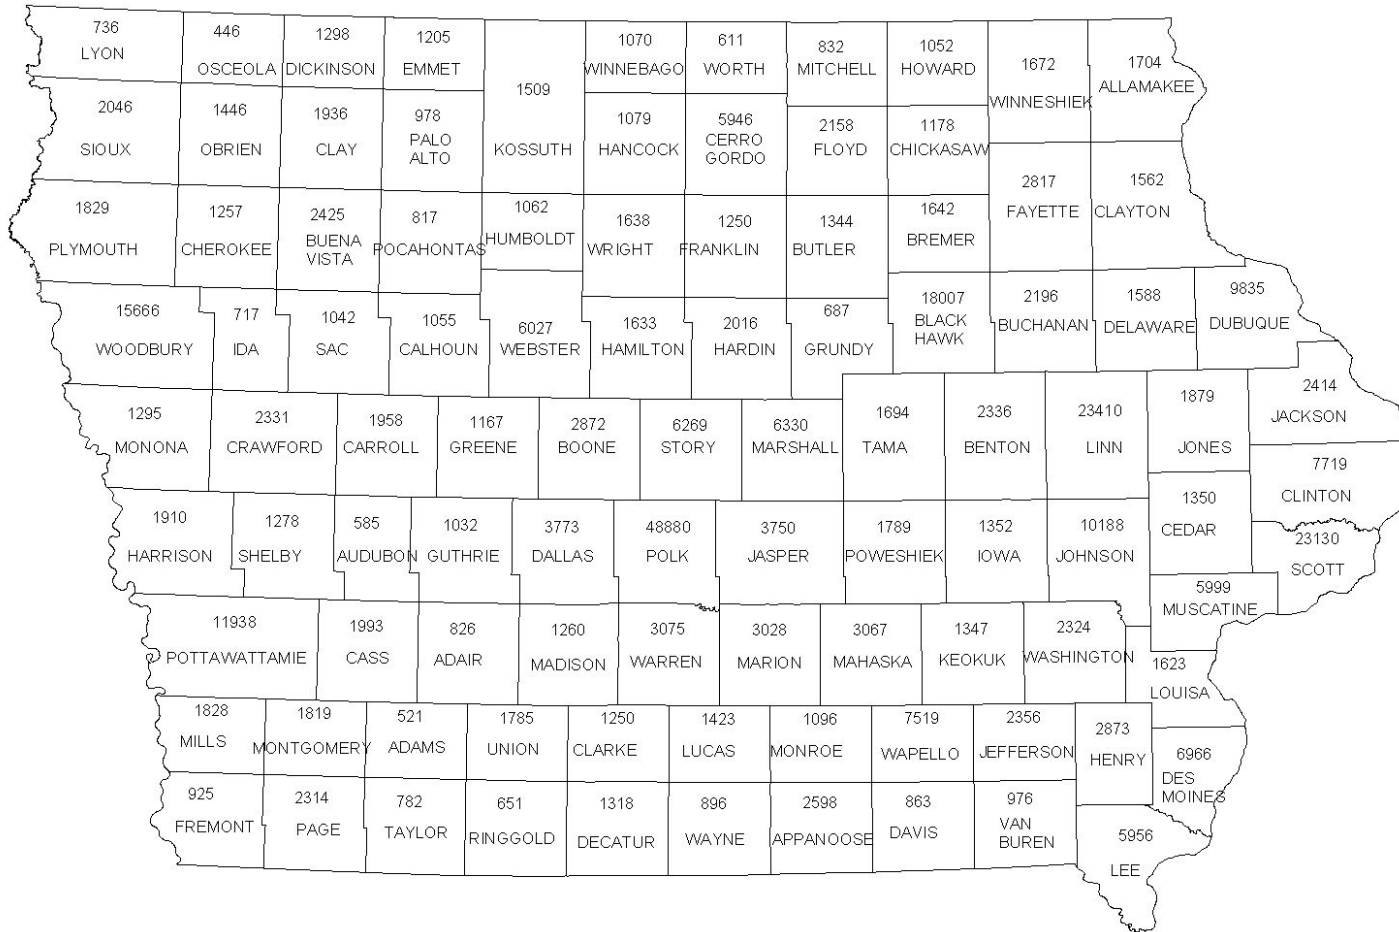 736
LYON
446
OSCEOLA
1298
DICKINSON
1205
EMMET
1509
KOSSUTH
1070
WINNEBAGO
611
WORTH
832
MITCHELL
1052
HOWARD
1672
WINNESHIEK
1704
ALLAMAKEE
2046
SIOUX
1446
OBRIEN
1936
CLAY
978
PALO
ALTO
1079
HANCOCK
5946
CERRO
GORDO
2158
FLOYD
1178
CHICKASAW
1829
PLYMOUTH
1257
CHEROKEE
2425
BUENA
VISTA
817
POCAHONTAS
1062
HUMBOLDT
1638
WRIGHT
1250
FRANKLIN
1344
BUTLER
1642
BREMER
2817
FAYETTE
1562
CLAYTON
15666
WOODBURY
717
IDA
1042
SAC
1055
CALHOUN
6027
WEBSTER
1633
HAMILTON
2016
HARDIN
687
GRUNDY
18007
BLACK
HAWK
2196
BUCHANAN
1588
DELAWARE
9835
DUBUQUE
1295
MONONA
2331
CRAWFORD
1958
CARROLL
1167
GREENE
2872
BOONE
6269
STORY
6330
MARSHALL
1694
TAMA
2336
BENTON
23410
LINN
1879
JONES
2414
JACKSON
7719
CLINTON
1910
HARRISON
1278
SHELBY
585
AUDUBON
1032
GUTHRIE
3773
DALLAS
48880
POLK
3750
JASPER
1789
POWESHIEK
1352
IOWA
10188
JOHNSON
1350
CEDAR
23130
SCOTT
5999
MUSCATINE
11938
POTTAWATTAMIE
1993
CASS
826
ADAIR
1260
MADISON
3075
WARREN
3028
MARION
3067
MAHASKA
1347
KEOKUK
2324
WASHINGTON
1623
LOUISA
1828
MILLS
1819
MONTGOMERY
521
ADAMS
1785
UNION
1250
CLARKE
1423
LUCAS
1096
MONROE
7519
WAPELLO
2356
JEFFERSON
2873
HENRY
6966
DES
MOINES
925
FREMONT
2314
PAGE
782
TAYLOR
651
RINGGOLD
1318
DECATUR
896
WAYNE
2598
APPANOOSE
863
DAVIS
976
VAN
BUREN
5956
LEE